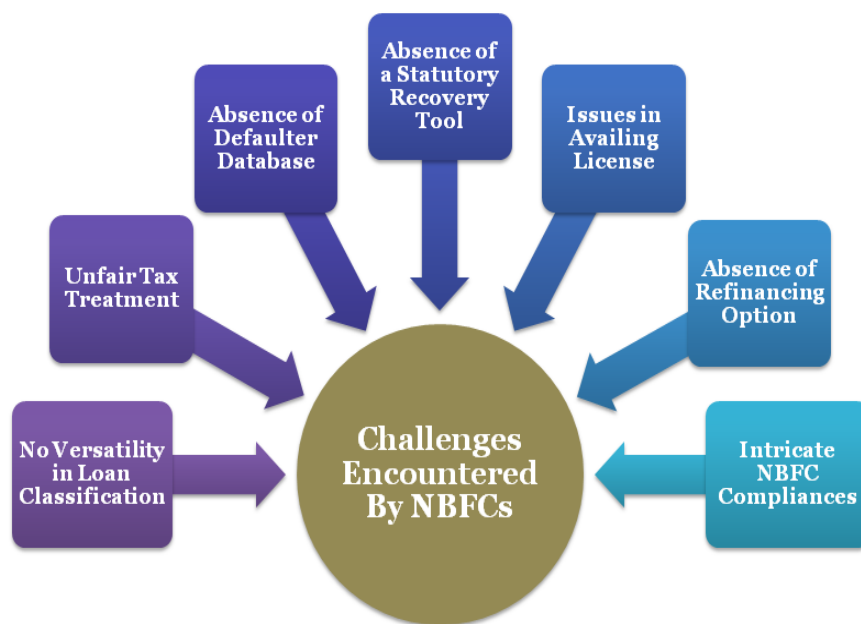 Absence of
a Statutory
Recovery
Tool
Absence of
Defaulter
Database
Issues in
Availing
License
Unfair Tax
Treatment
Absence of
Refinancing
Option
No Versatility
in Loan
Classification
Challenges
Encountered
By NBFCs
Intricate
NBFC
Compliances